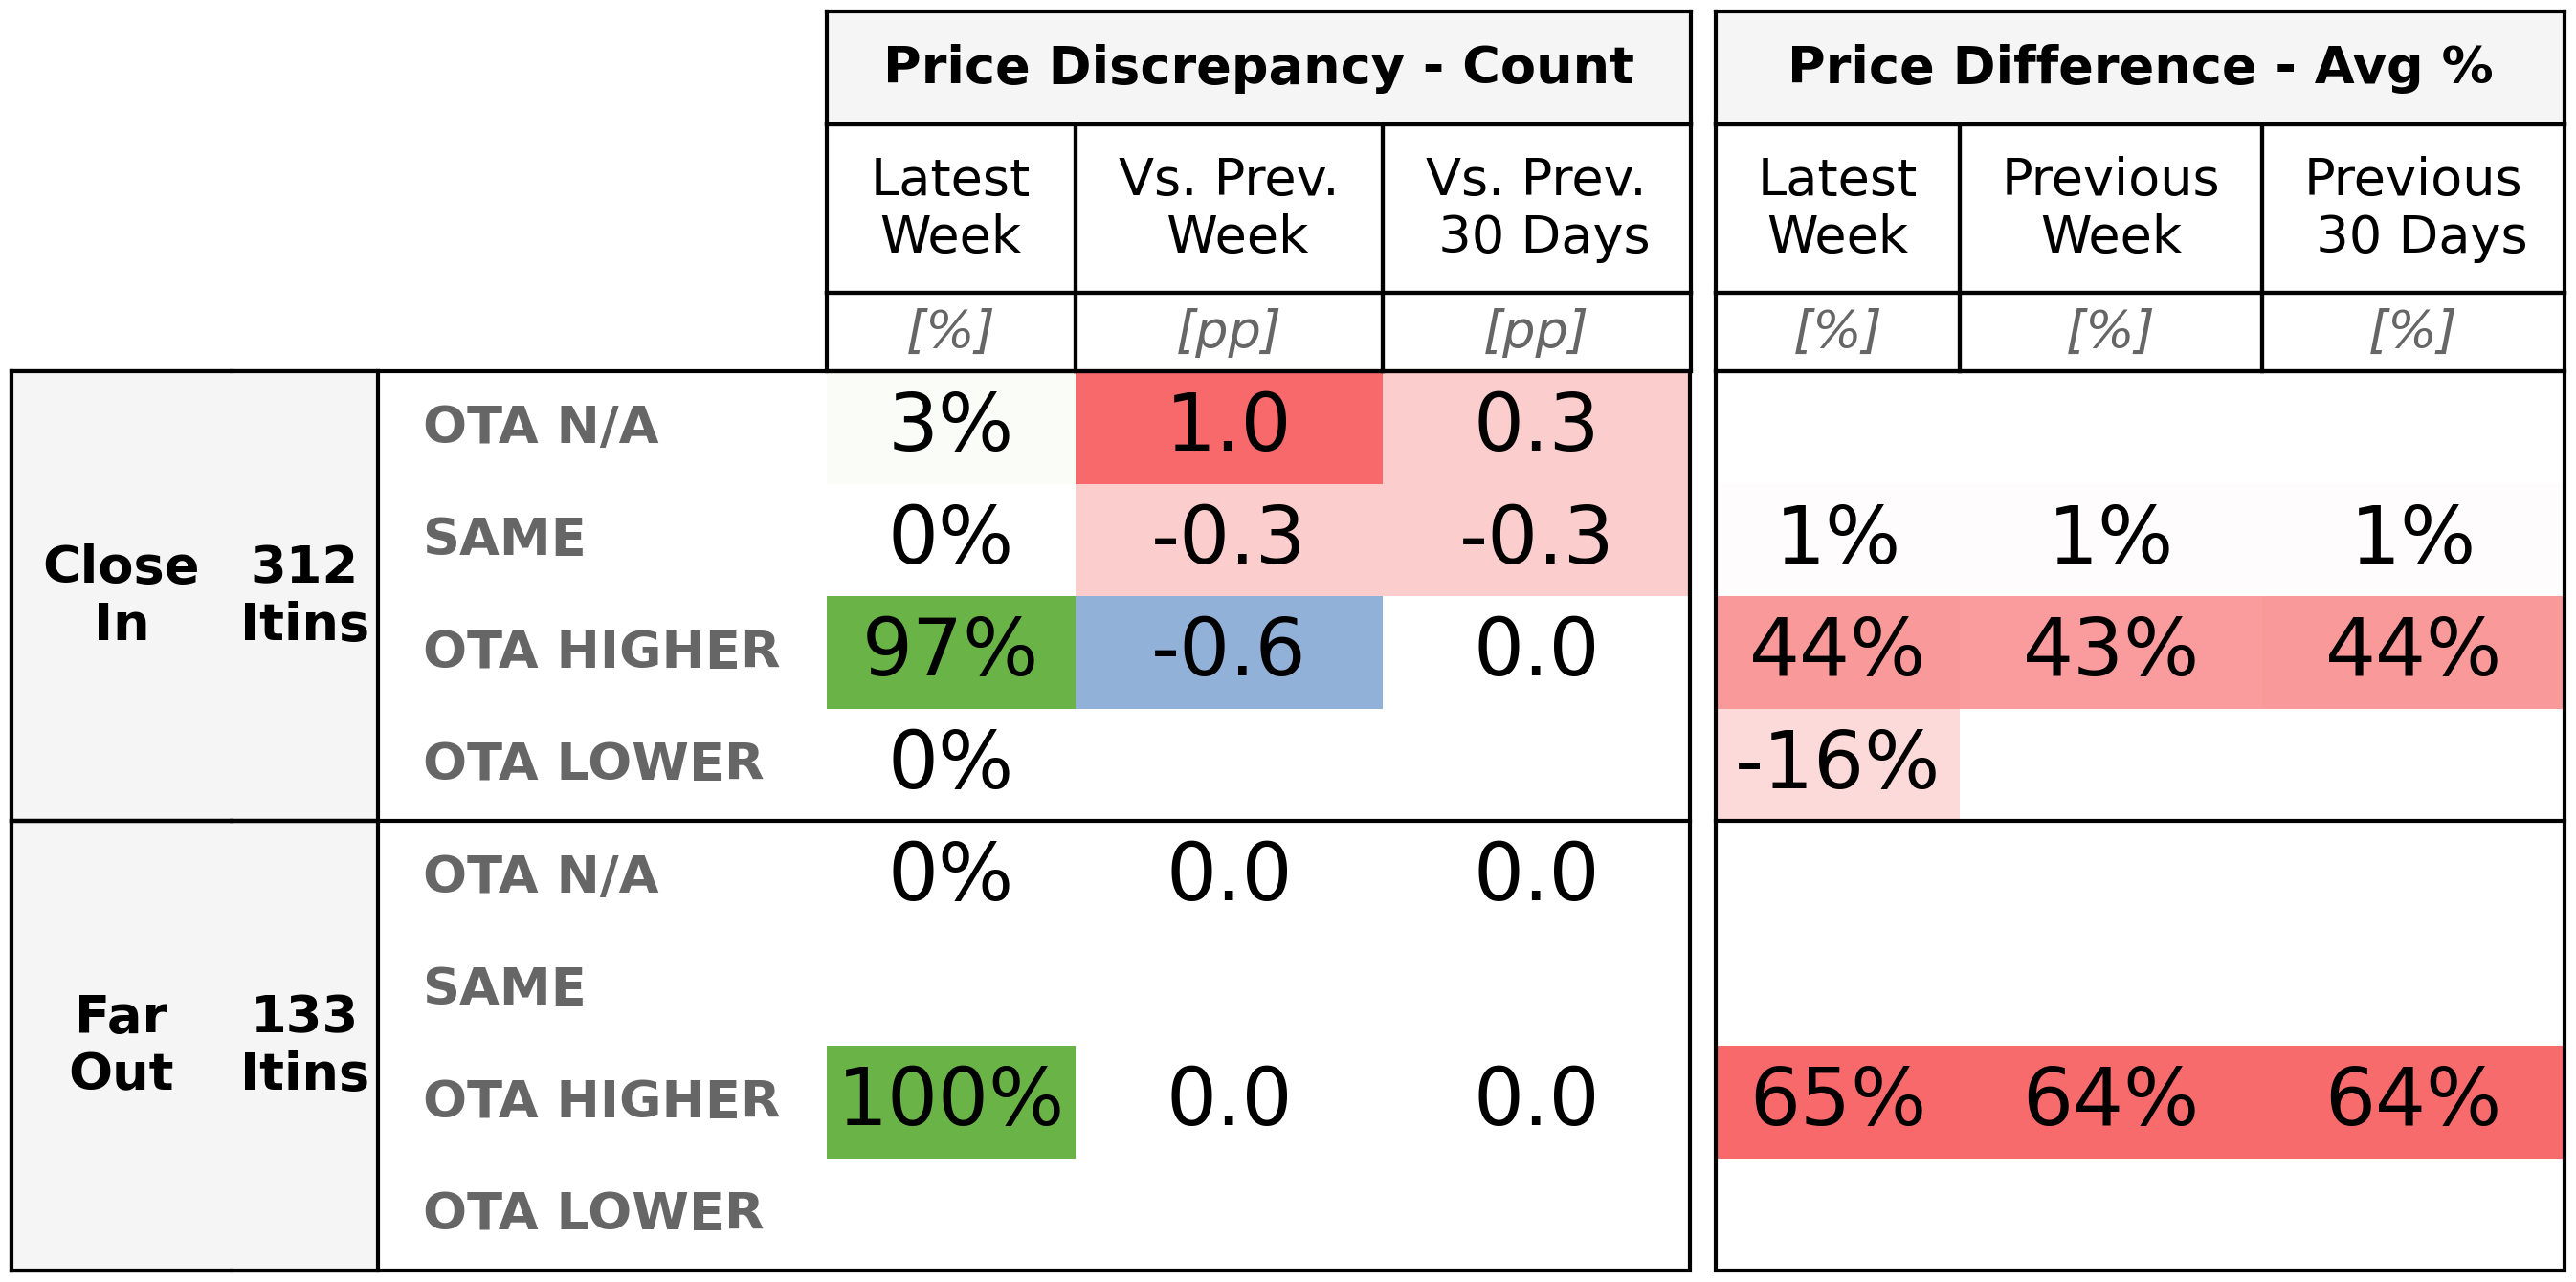 Price Discrepancy - Count
Price Difference - Avg %
Latest Week
Vs. Prev. Week
Vs. Prev. 30 Days
Latest Week
Previous Week
Previous 30 Days
[%] [pp] [pp] [%] [%] [%]
Close In
312 Itins
OTA N/A 3% 1.0 0.3
SAME 0% -0.3 -0.3 1% 1% 1%
OTA HIGHER 97% -0.6 0.0 44% 43% 44%
OTA LOWER 0% -16%
Far Out
133 Itins
OTA N/A 0% 0.0 0.0
SAME
OTA HIGHER 100% 0.0 0.0 65% 64% 64%
OTA LOWER